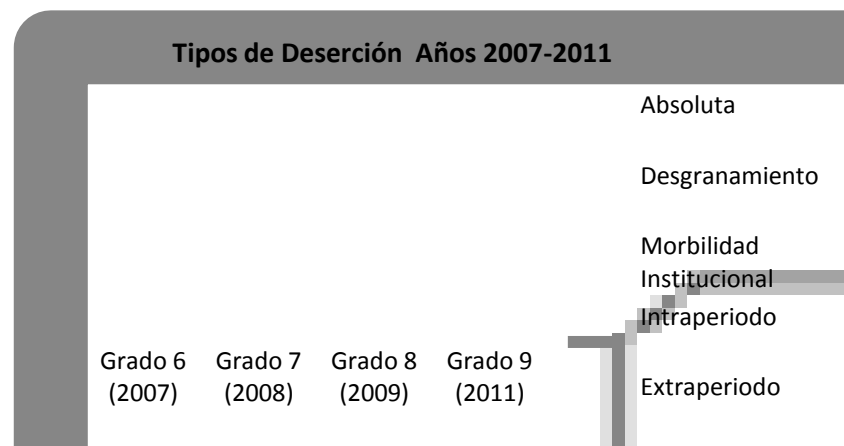 Tipos de Deserción Años 2007-2011
Absoluta
Desgranamiento
Morbilidad
Institucional
Intraperiodo
Extraperiodo
Grado 6 Grado 7 Grado 8 Grado 9
(2007) (2008) (2009) (2011)